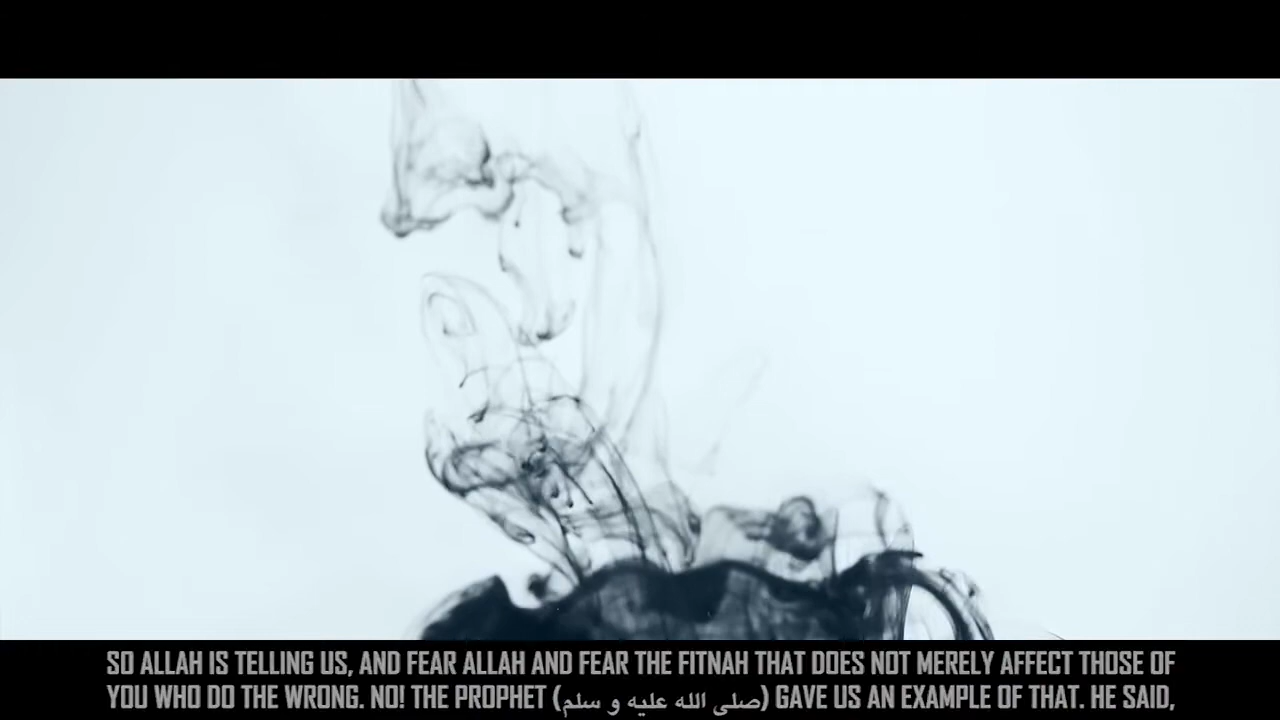 SO ALLAH IS TELLING US, AND FEAR ALLAH AND FEAR THE FITNAH THAT DOES NOT MERELY AFFECT THOSE OF
YOU WHO DO THE WRONG. NO! THE PROPHET (صلى الله عليه و سلم) GAVE US AN EXAMPLE OF THAT. HE SAID,